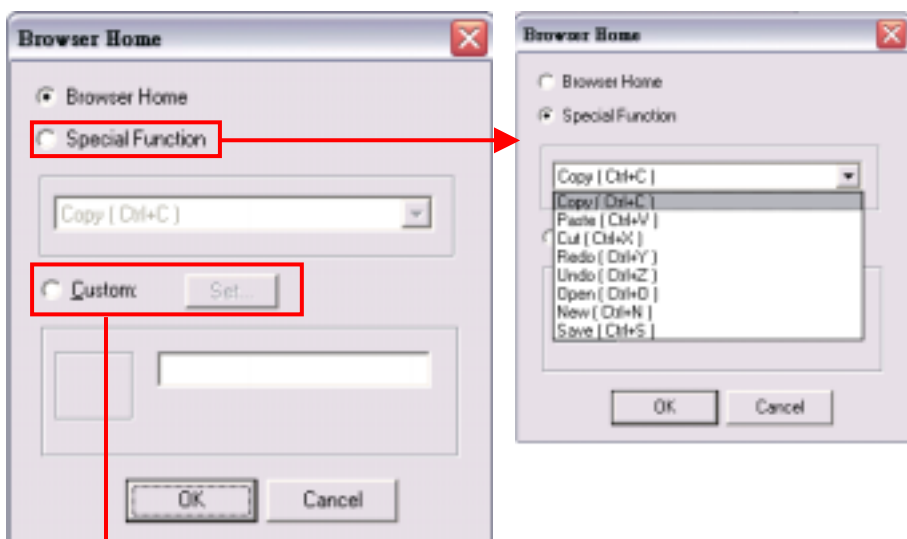 Browser Home
Browser Home
Special Function
Copy ( Ctrl+C )
Custom:
Set...
OK
Cancel
Browser Home
Browser Home
Special Function
Copy ( Ctrl+C )
Copy ( Ctrl+C )
Paste ( Ctrl+V )
Cut ( Ctrl+X )
Redo ( Ctrl+Y )
Undo ( Ctrl+Z )
Open ( Ctrl+O )
New ( Ctrl+N )
Save ( Ctrl+S )
OK
Cancel